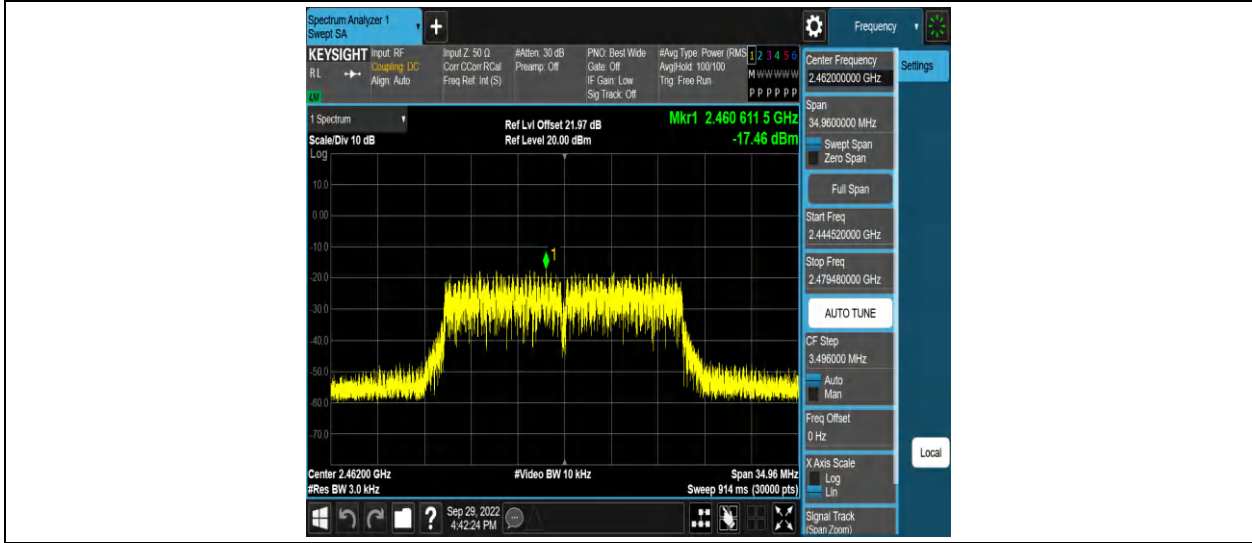 Spectrum Analyzer 1
Swept SA
+
Frequency
KEYSIGHT
RL
LXI
Input: RF
Coupling: DC
Align: Auto
Input Z: 50 Ω
Corr CCorr RCal
Freq Ref: Int (S)
#Atten: 30 dB
Preamp: Off
PNO: Best Wide
Gate: Off
IF Gain: Low
Sig Track: Off
#Avg Type: Power (RMS
Avg|Hold: 100/100
Trig: Free Run
1 2 3 4 5 6
M W W W W W
P P P P P P
1 Spectrum
Scale/Div 10 dB
Log
Ref Lvl Offset 21.97 dB
Ref Level 20.00 dBm
Mkr1 2.460 611 5 GHz
-17.46 dBm
10.0
0.00
-10.0
1
-20.0
-30.0
-40.0
-50.0
-60.0
-70.0
Center 2.46200 GHz
#Res BW 3.0 kHz
#Video BW 10 kHz
Span 34.96 MHz
Sweep 914 ms (30000 pts)
?
Sep 29, 2022
4:42:24 PM
Center Frequency
2.462000000 GHz
Settings
Span
34.9600000 MHz
Swept Span
Zero Span
Full Span
Start Freq
2.444520000 GHz
Stop Freq
2.479480000 GHz
AUTO TUNE
CF Step
3.496000 MHz
Auto
Man
Freq Offset
0 Hz
X Axis Scale
Log
Lin
Local
Signal Track
(Span Zoom)